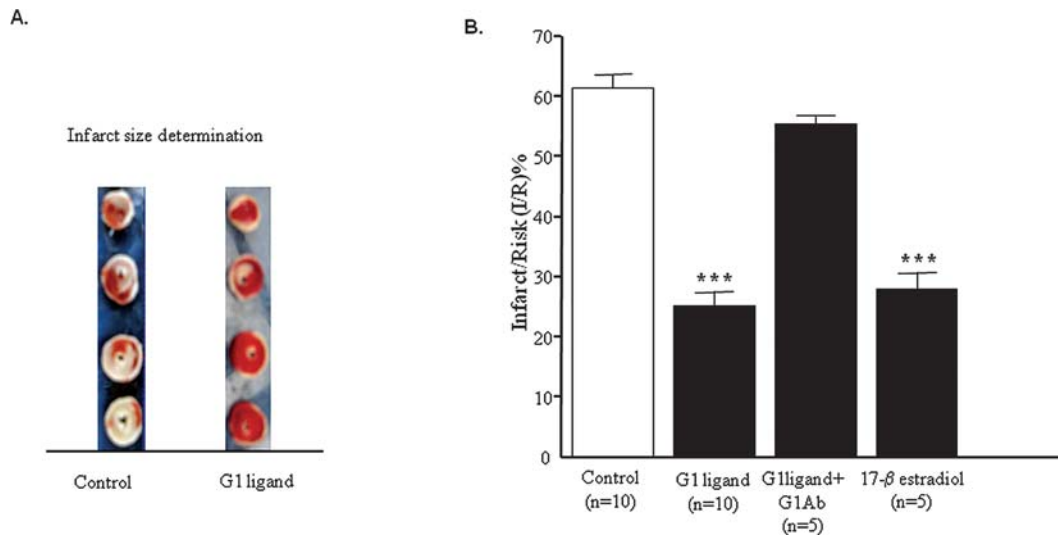 A.
Infarct size determination
Control
G1 ligand
B.
Infarct/Risk (I/R)%
70
60
50
40
30
20
10
0
***
***
Control
(n=10)
G1 ligand
(n=10)
G1ligand+
G1Ab
(n=5)
17-β estradiol
(n=5)